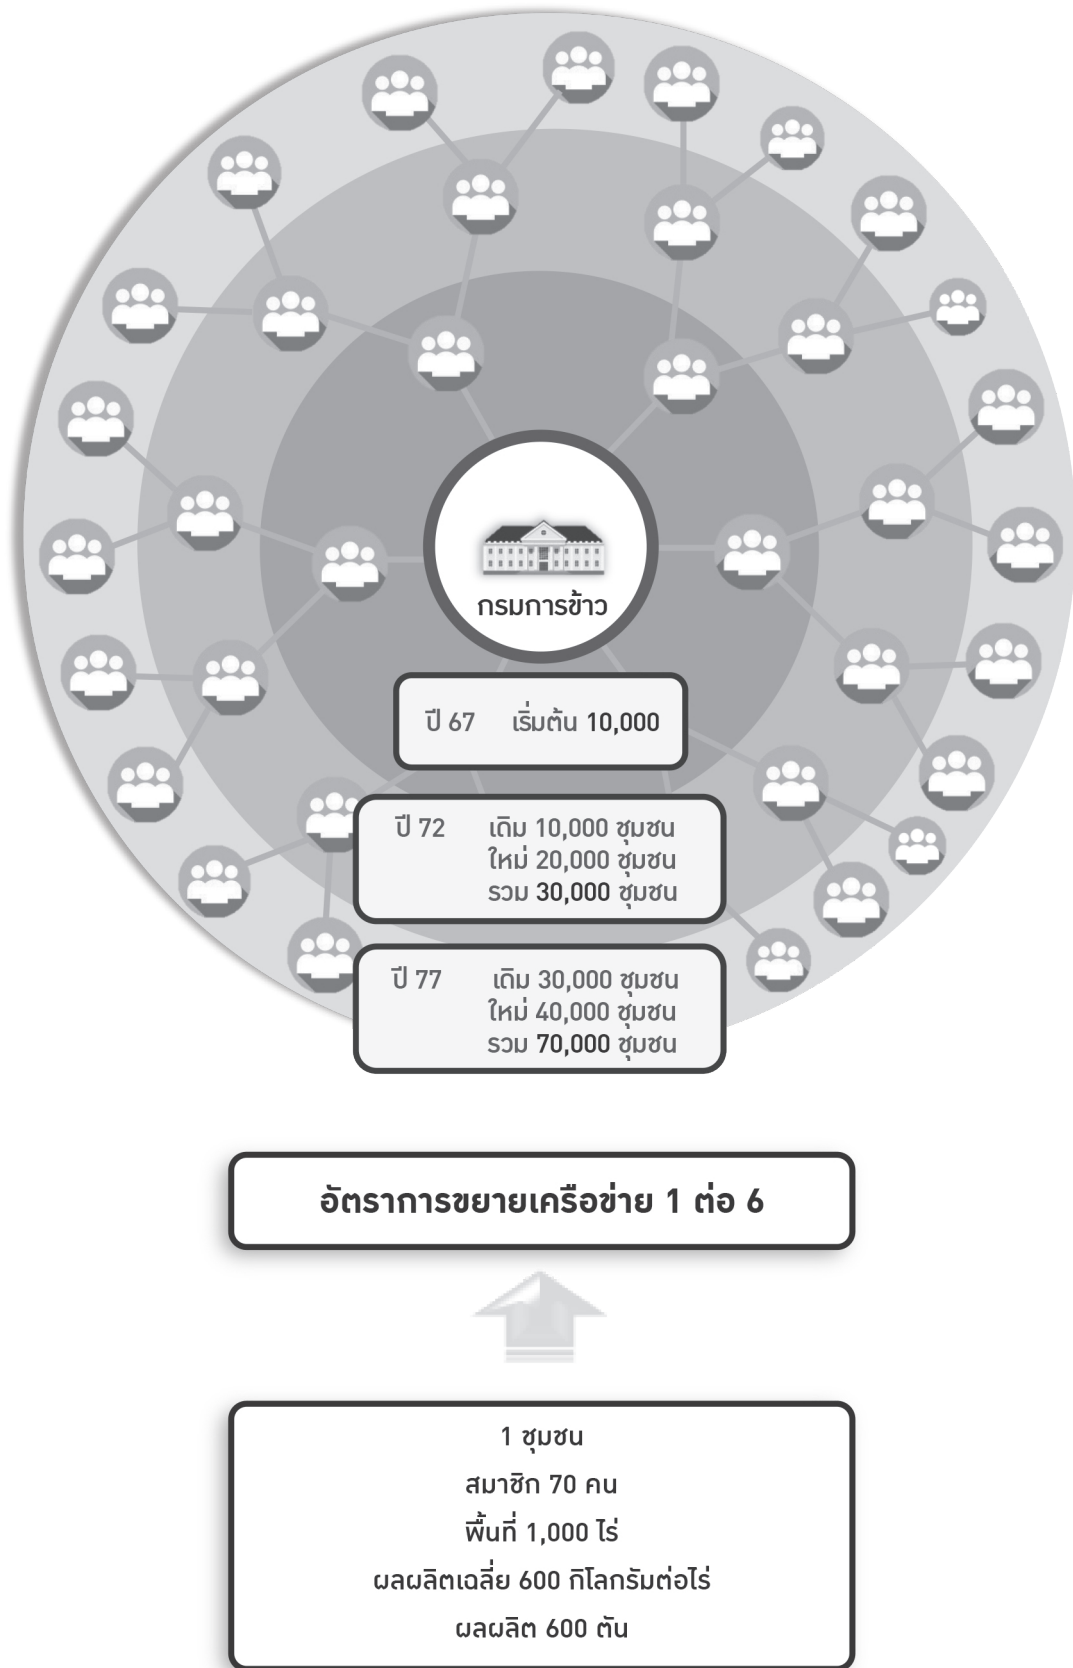 กรมการข้าว
ปี 67 เริ่มต้น 10,000
ปี 72 เดิม 10,000 ชุมชน
ใหม่ 20,000 ชุมชน
รวม 30,000 ชุมชน
ปี 77 เดิม 30,000 ชุมชน
ใหม่ 40,000 ชุมชน
รวม 70,000 ชุมชน
อัตราการขยายเครือข่าย 1 ต่อ 6
1 ชุมชน
สมาชิก 70 คน
พื้นที่ 1,000 ไร่
ผลผลิตเฉลี่ย 600 กิโลกรัมต่อไร่
ผลผลิต 600 ตัน